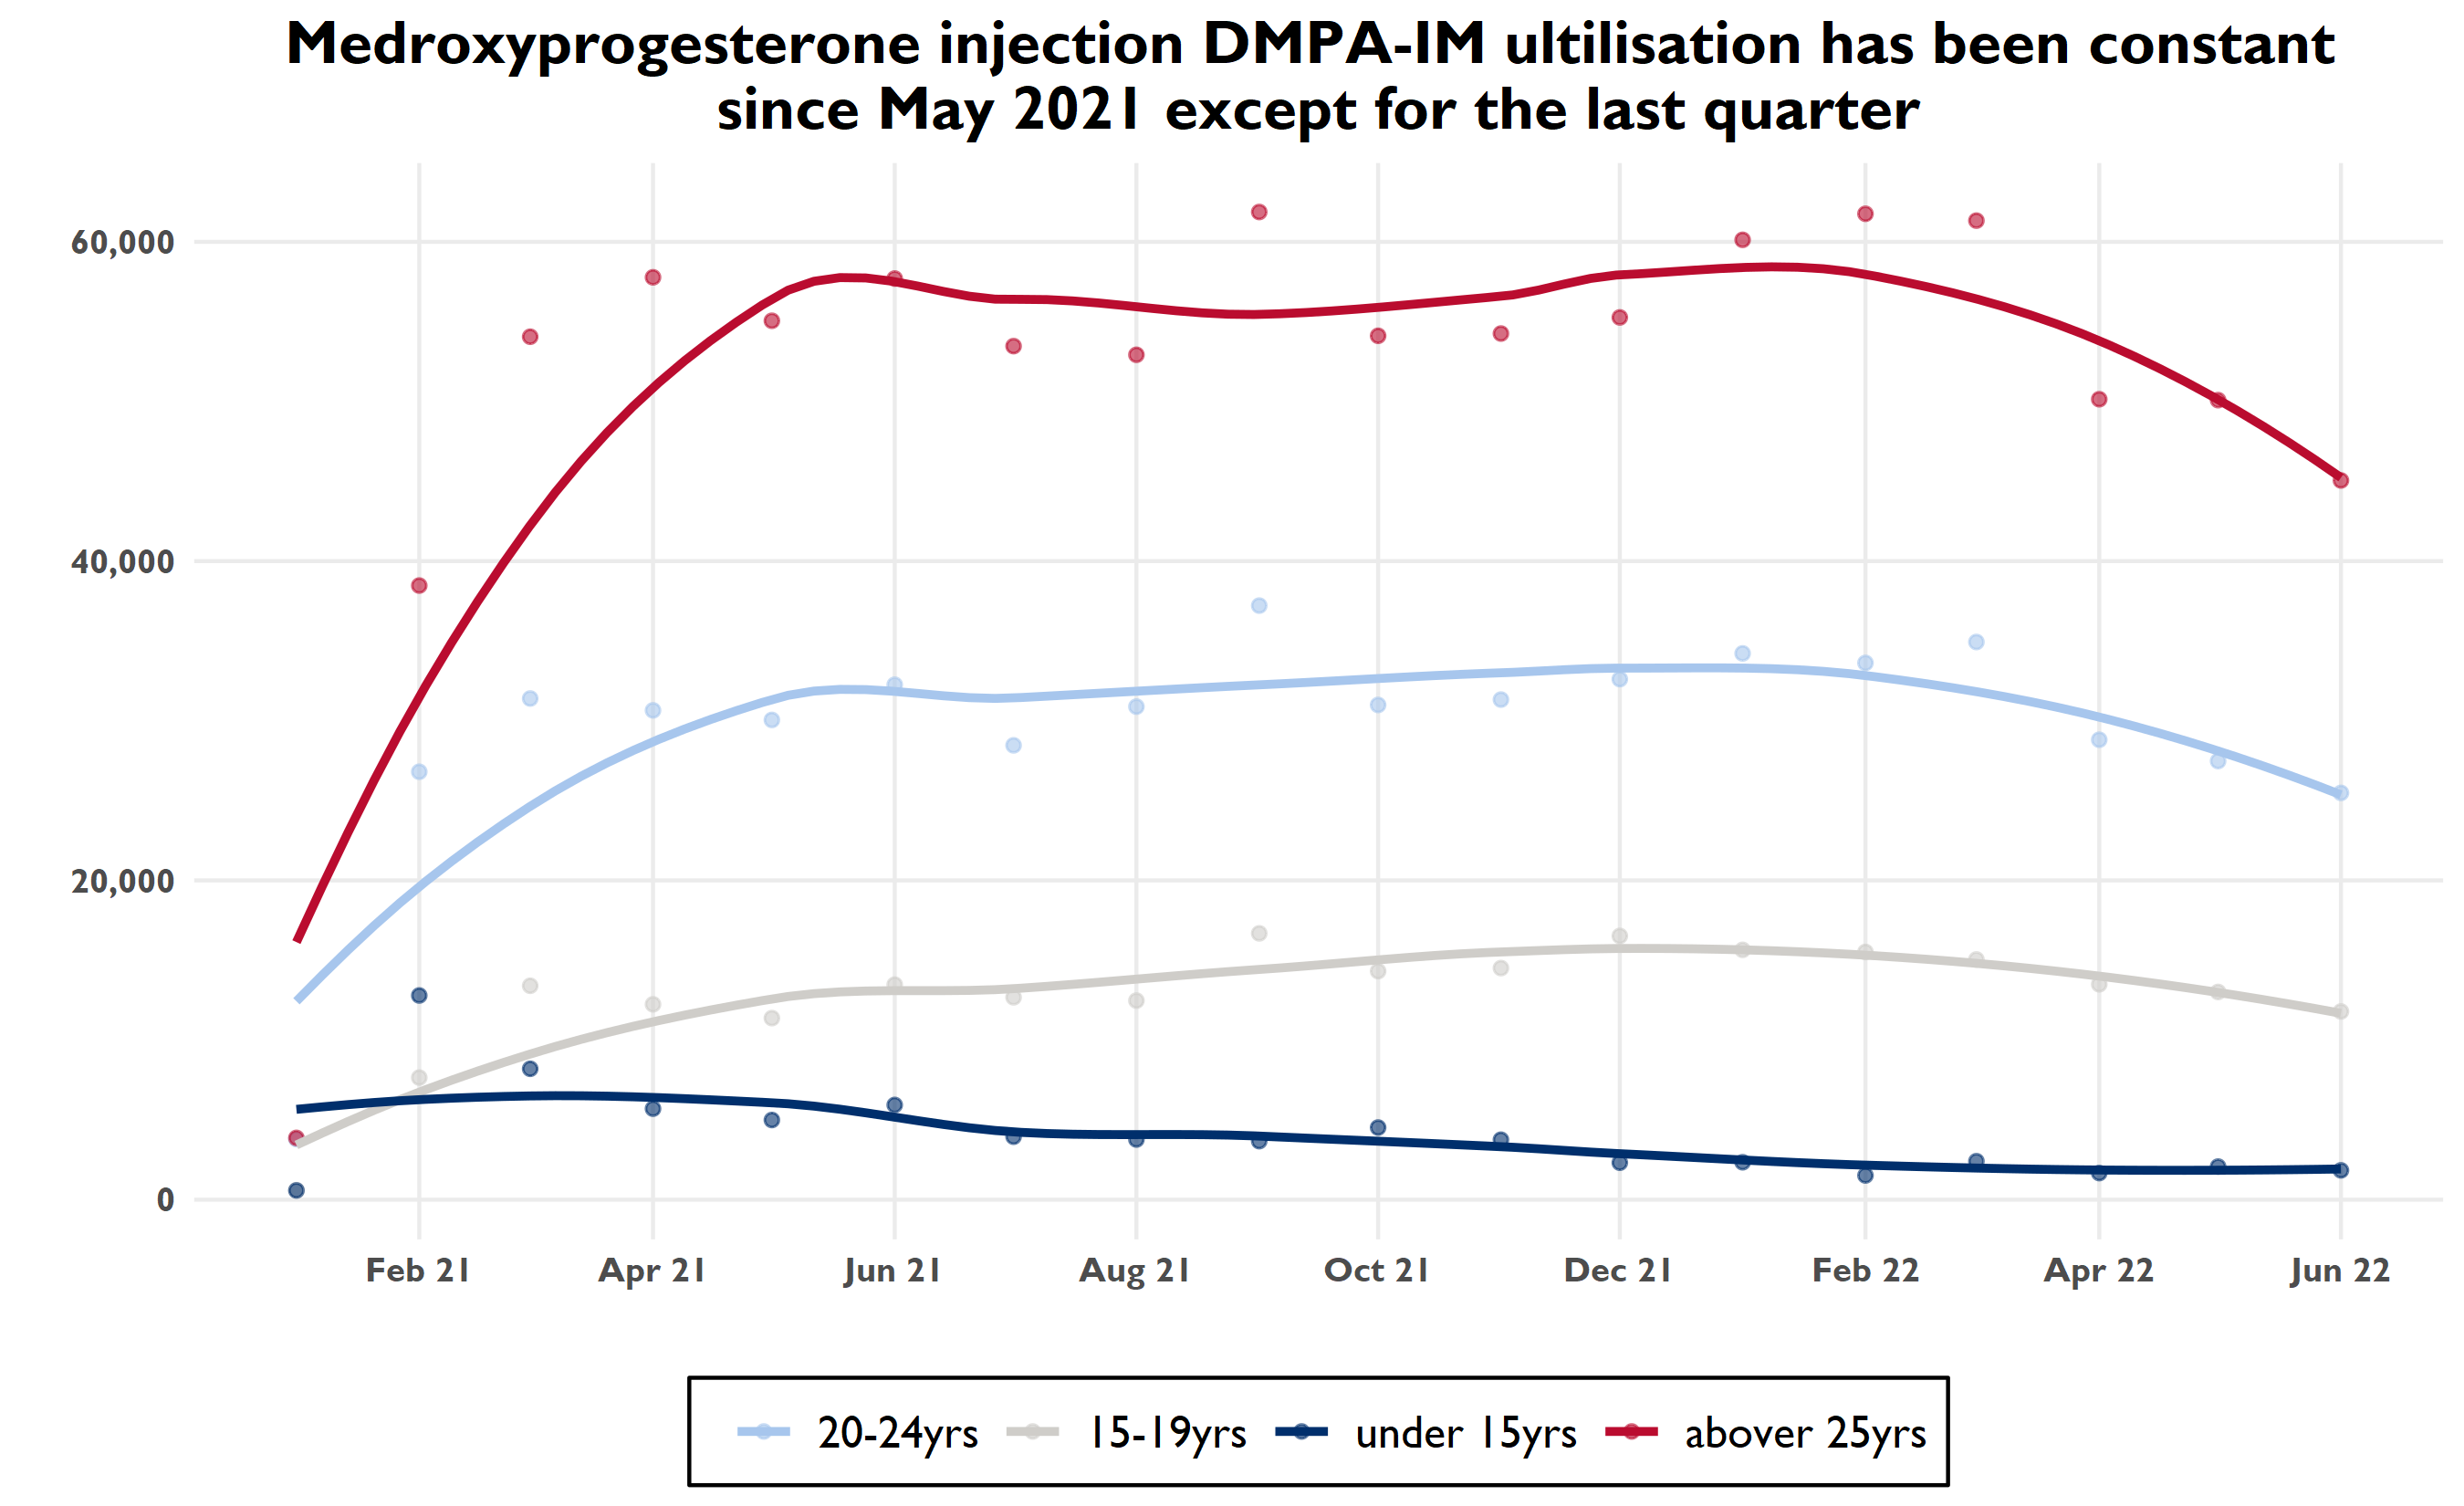 Medroxyprogesterone injection DMPA-IM ultilisation has been constant
since May 2021 except for the last quarter
60,000
40,000
20,000
0
Feb 21 Apr 21 Jun 21 Aug 21 Oct 21 Dec 21 Feb 22 Apr 22 Jun 22
20-24yrs 15-19yrs under 15yrs abover 25yrs